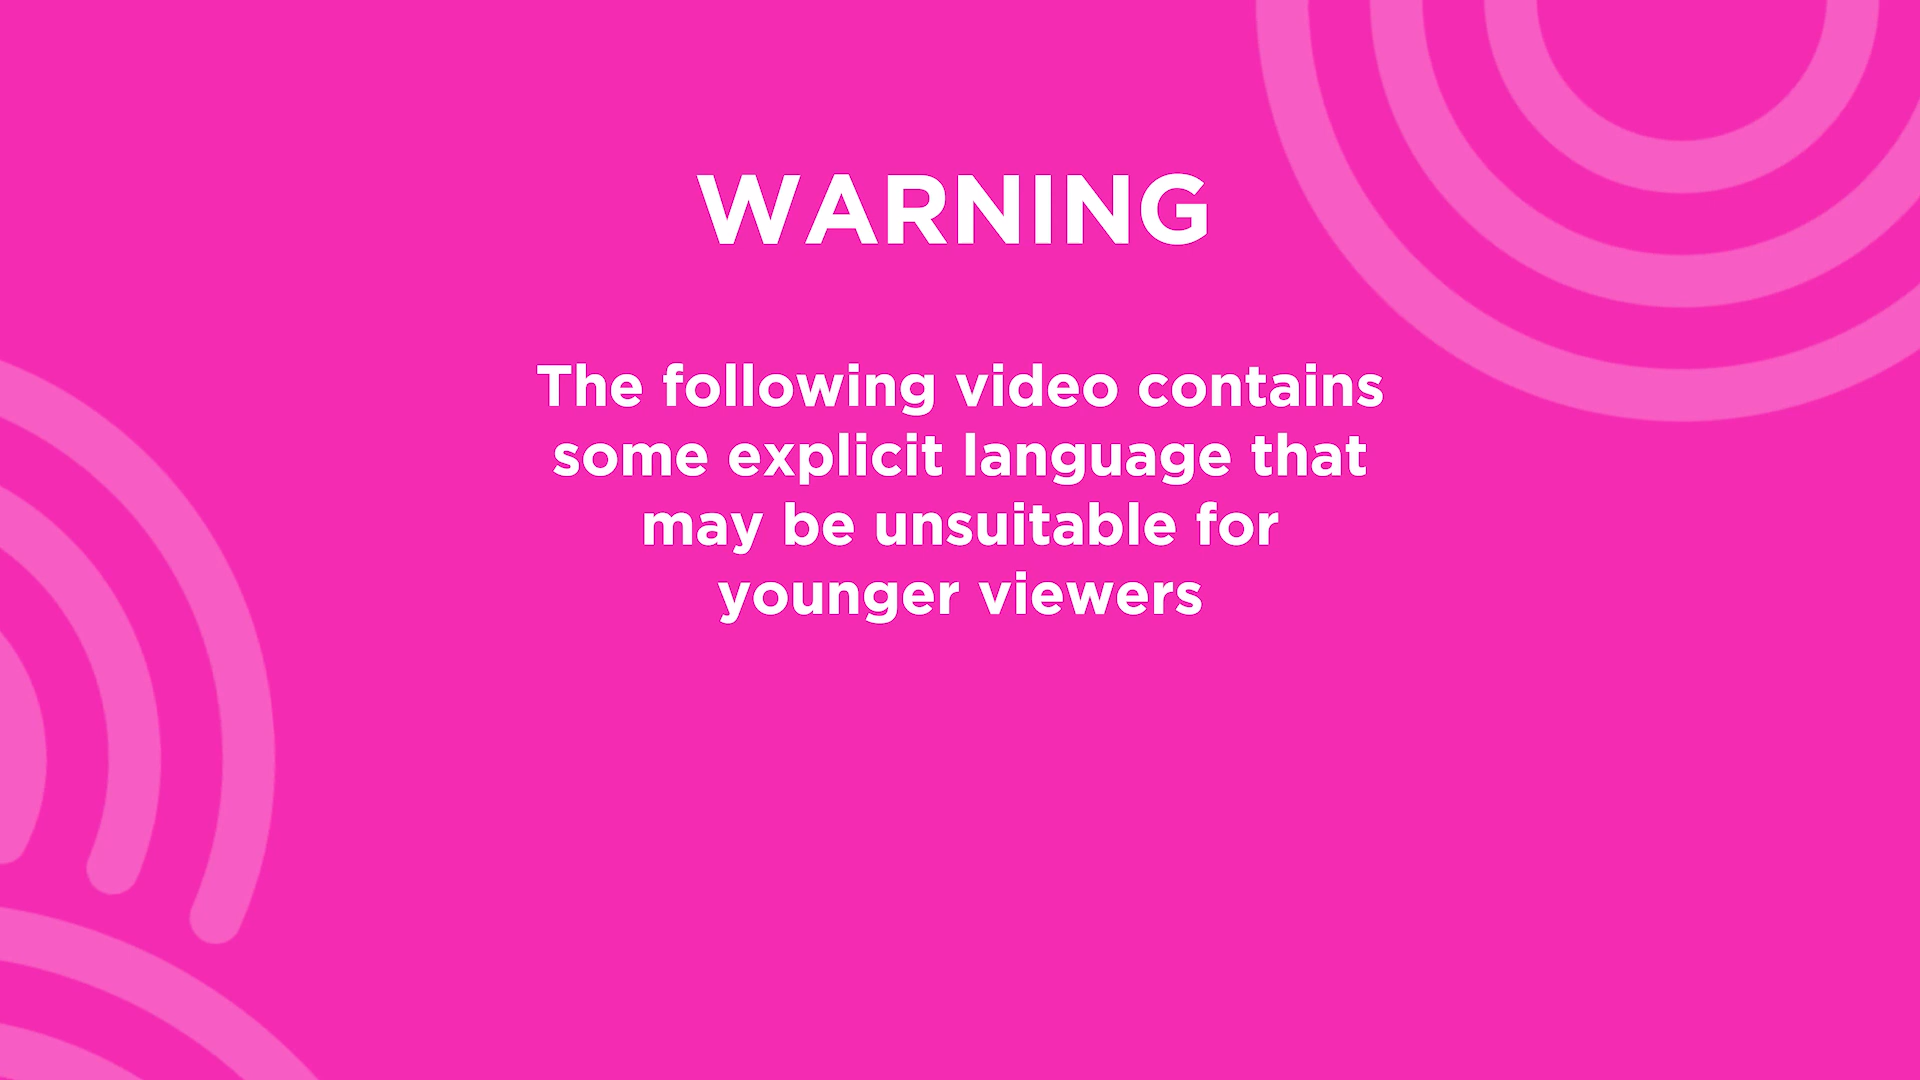 WARNING
The following video contains
some explicit language that
may be unsuitable for
younger viewers